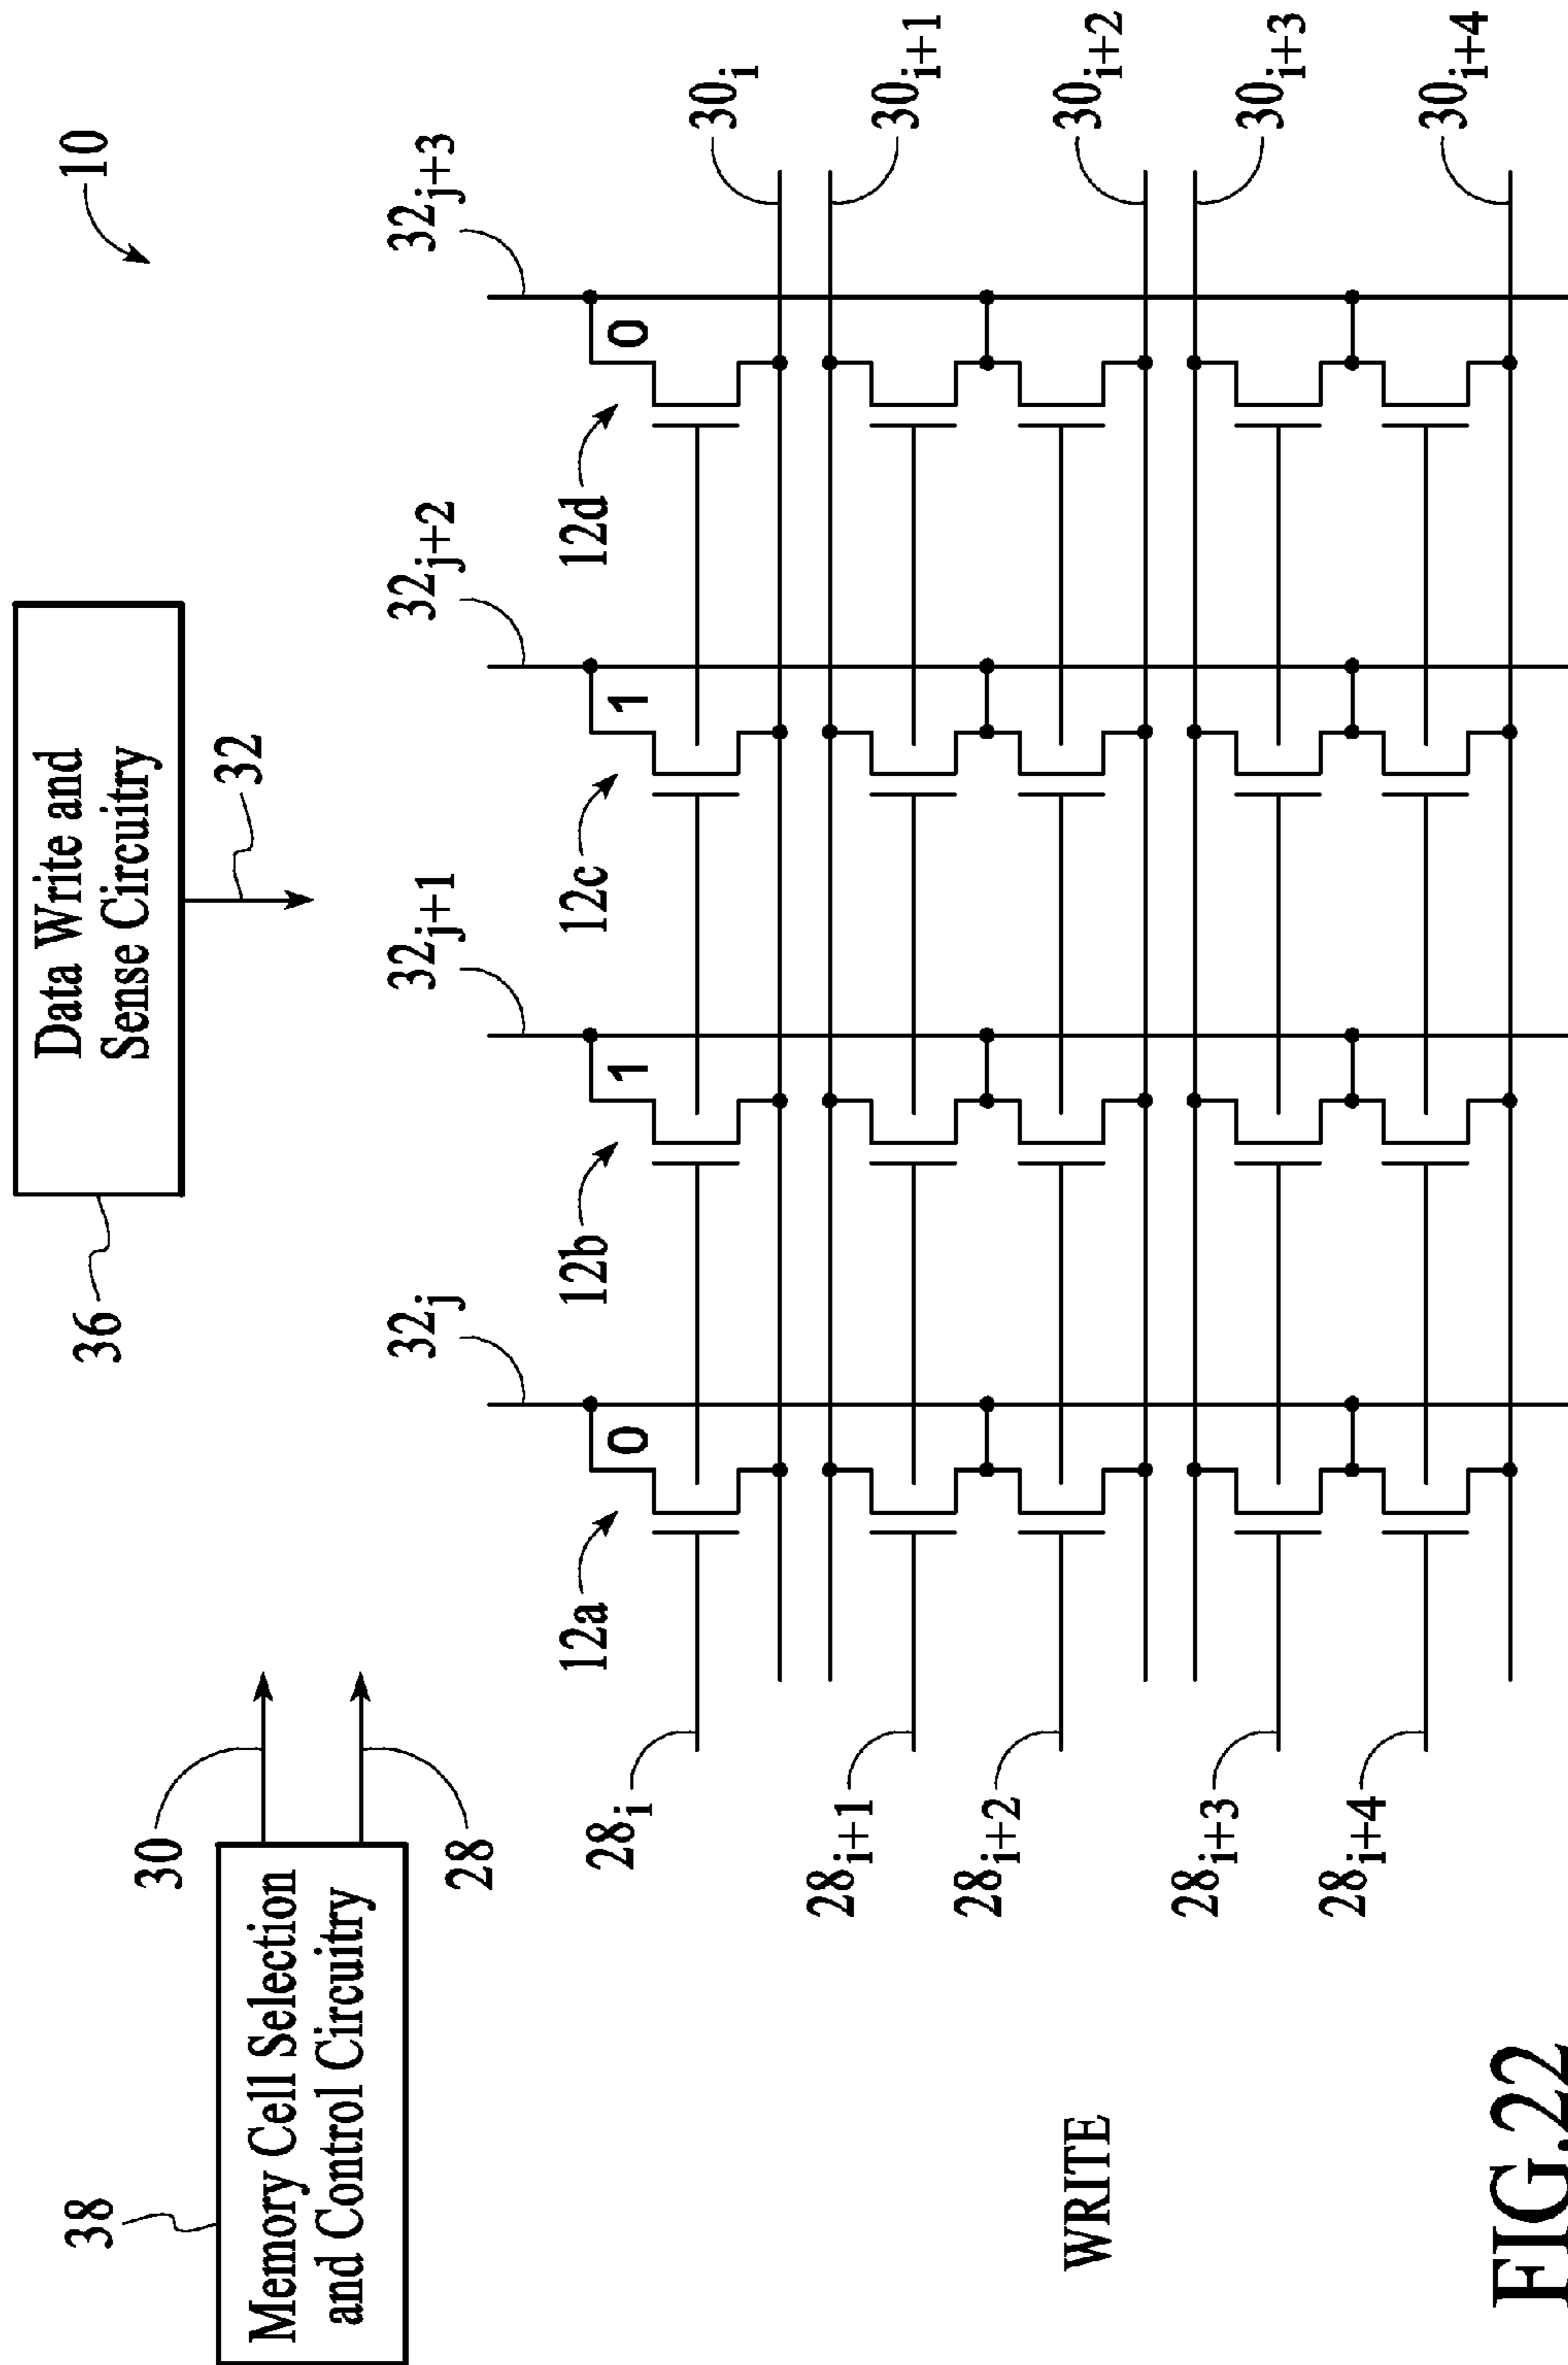 10
Data Write and
Sense Circuitry
36
32
Memory Cell Selection
and Control Circuitry
38
30
28
32j
32j+1
32j+2
32j+3
12a
12b
12c
12d
0
1
1
0
28i
28i+1
28i+2
28i+3
28i+4
30i
30i+1
30i+2
30i+3
30i+4
WRITE
FIG.22